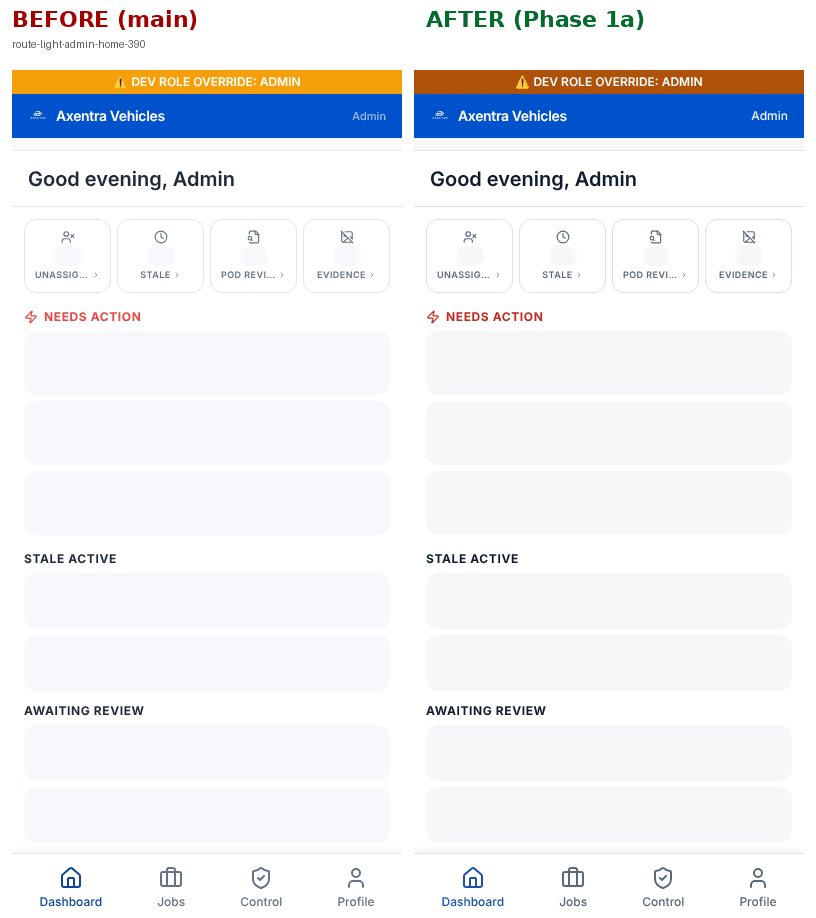 BEFORE (main)
route-light-admin-home-390
⚠️ DEV ROLE OVERRIDE: ADMIN
Axentra Vehicles
Admin
Good evening, Admin
UNASSIG... ›
STALE ›
POD REVI... ›
EVIDENCE ›
NEEDS ACTION
STALE ACTIVE
AWAITING REVIEW
Dashboard
Jobs
Control
Profile
AFTER (Phase 1a)
⚠️ DEV ROLE OVERRIDE: ADMIN
Axentra Vehicles
Admin
Good evening, Admin
UNASSIG... ›
STALE ›
POD REVI... ›
EVIDENCE ›
NEEDS ACTION
STALE ACTIVE
AWAITING REVIEW
Dashboard
Jobs
Control
Profile